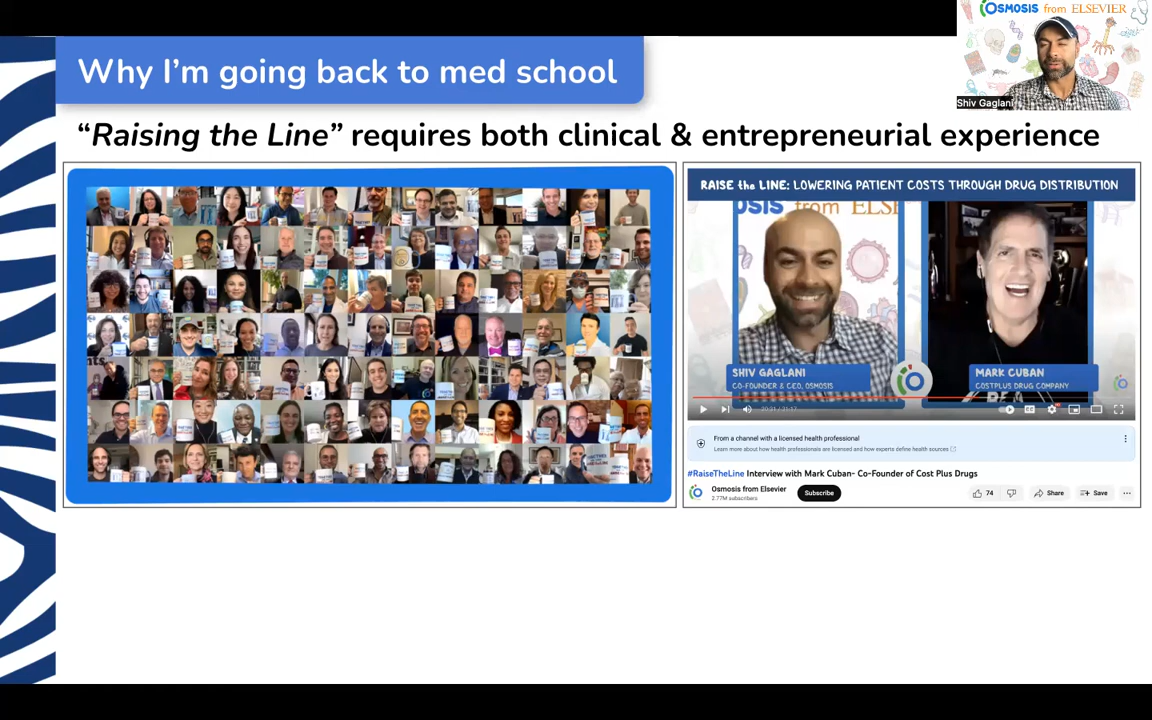 OSMOSIS from ELSEVIER
Shiv Gaglani
Why I'm going back to med school
“Raising the Line” requires both clinical & entrepreneurial experience
RAISE the LINE: LOWERING PATIENT COSTS THROUGH DRUG DISTRIBUTION
OSIS from ELSE
SHIV GAGLANI
CO-FOUNDER & CEO, OSMOSIS
MARK CUBAN
COSTPLUS DRUG COMPANY
From a channel with a licensed health professional
Learn more about how health professionals are licensed and how experts define health sources
#RaiseTheLine Interview with Mark Cuban- Co-Founder of Cost Plus Drugs
Osmosis from Elsevier
2.77M subscribers
Subscribe
74
Share
Save